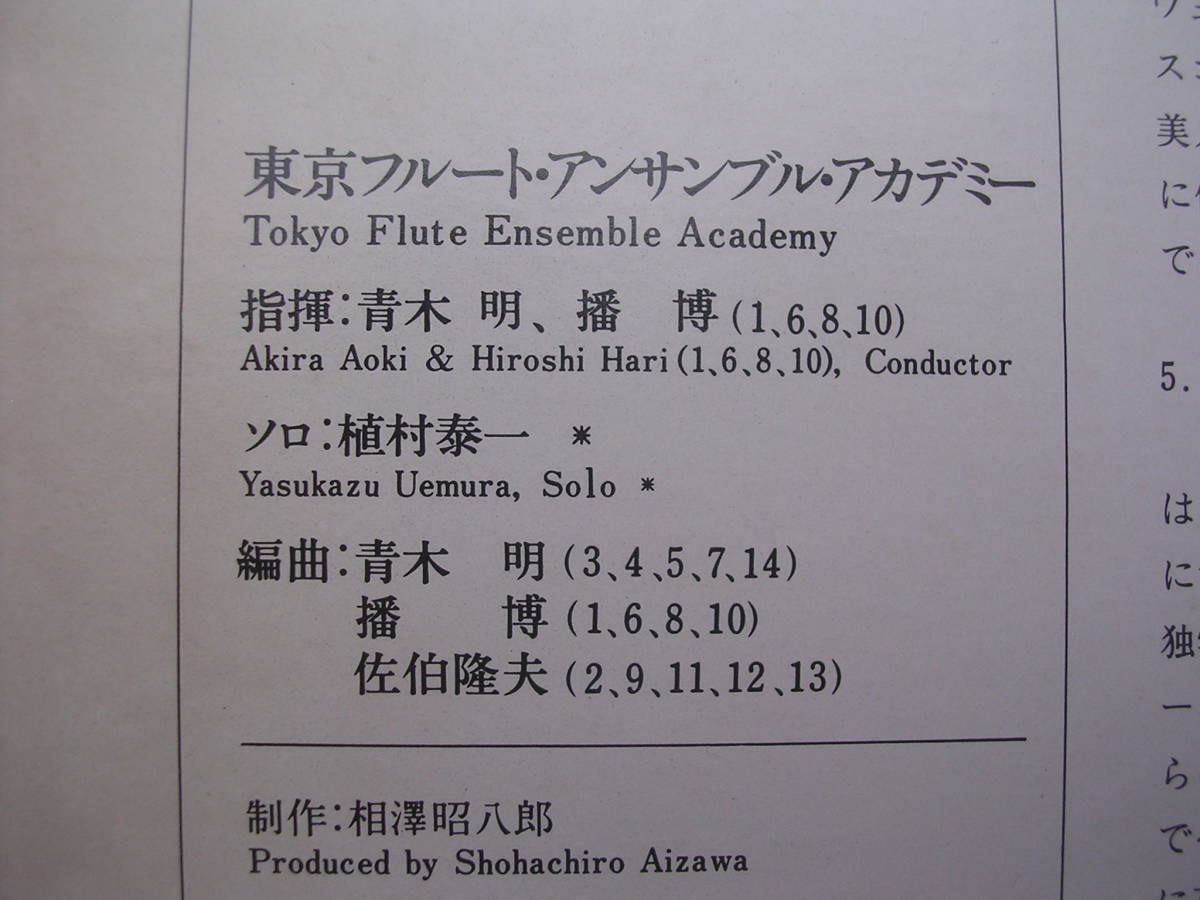 東京フルート・アンサンブル・アカデミー
Tokyo Flute Ensemble Academy
指揮：青木 明、播　博(1、6、8、10)
Akira Aoki & Hiroshi Hari(1、6、8、10), Conductor
ソロ：植村泰一　＊
Yasukazu Uemura, Solo ＊
編曲：青木　明(3、4、5、7、14)
播　　博(1、6、8、10)
佐伯隆夫(2、9、11、12、13)
制作：相澤昭八郎
Produced by Shohachiro Aizawa
ス
美
に
で
5.
は
に
独
ー
ら
で
に